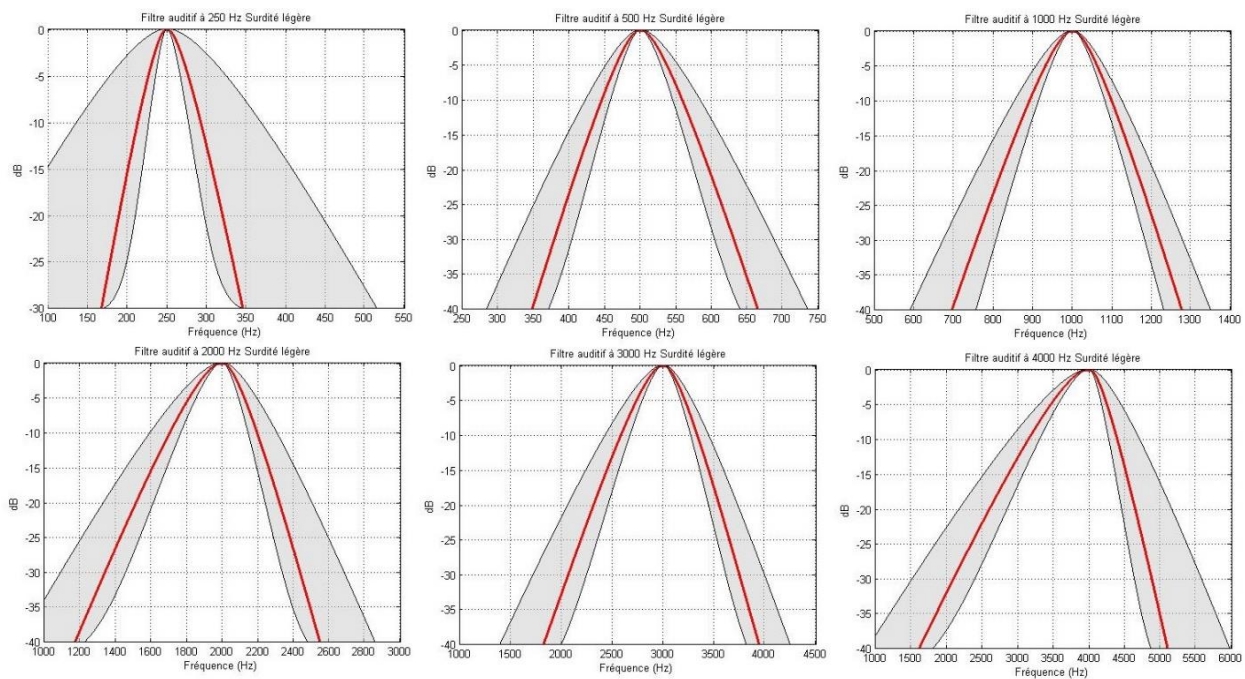 Filtre auditif à 250 Hz Surdité légère
0
-5
-10
-15
-20
-25
-30
dB
100 150 200 250 300 350 400 450 500 550
Fréquence (Hz)
Filtre auditif à 500 Hz Surdité légère
0
-5
-10
-15
-20
-25
-30
-35
-40
dB
250 300 350 400 450 500 550 600 650 700 750
Fréquence (Hz)
Filtre auditif à 1000 Hz Surdité légère
0
-5
-10
-15
-20
-25
-30
-35
-40
dB
500 600 700 800 900 1000 1100 1200 1300 1400
Fréquence (Hz)
Filtre auditif à 2000 Hz Surdité légère
0
-5
-10
-15
-20
-25
-30
-35
-40
dB
1000 1200 1400 1600 1800 2000 2200 2400 2600 2800 3000
Fréquence (Hz)
Filtre auditif à 3000 Hz Surdité légère
0
-5
-10
-15
-20
-25
-30
-35
-40
dB
1000 1500 2000 2500 3000 3500 4000 4500
Fréquence (Hz)
Filtre auditif à 4000 Hz Surdité légère
0
-5
-10
-15
-20
-25
-30
-35
-40
dB
1000 1500 2000 2500 3000 3500 4000 4500 5000 5500 6000
Fréquence (Hz)